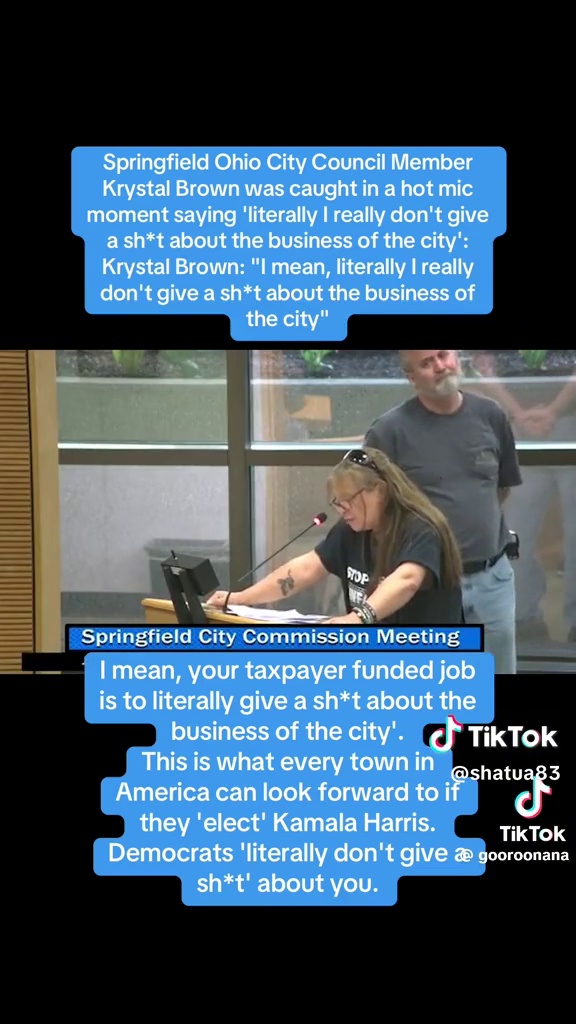 Springfield Ohio City Council Member
Krystal Brown was caught in a hot mic
moment saying 'literally I really don't give
a sh*t about the business of the city':
Krystal Brown: "I mean, literally I really
don't give a sh*t about the business of
the city"
STOP
Springfield City Commission Meeting
I mean, your taxpayer funded job
is to literally give a sh*t about the
business of the city'.
This is what every town in
America can look forward to if
they 'elect' Kamala Harris.
Democrats 'literally don't give a
sh*t' about you.
TikTok
@shatua83
TikTok
@gooroonana